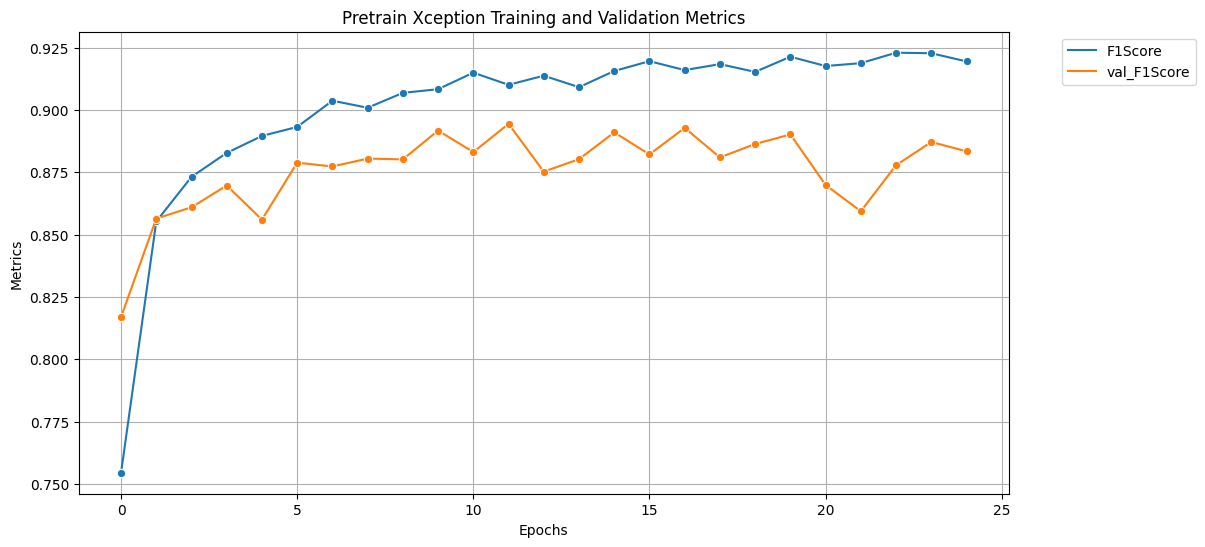 Pretrain Xception Training and Validation Metrics
F1Score
val_F1Score
Metrics
0.925
0.900
0.875
0.850
0.825
0.800
0.775
0.750
0 5 10 15 20 25
Epochs